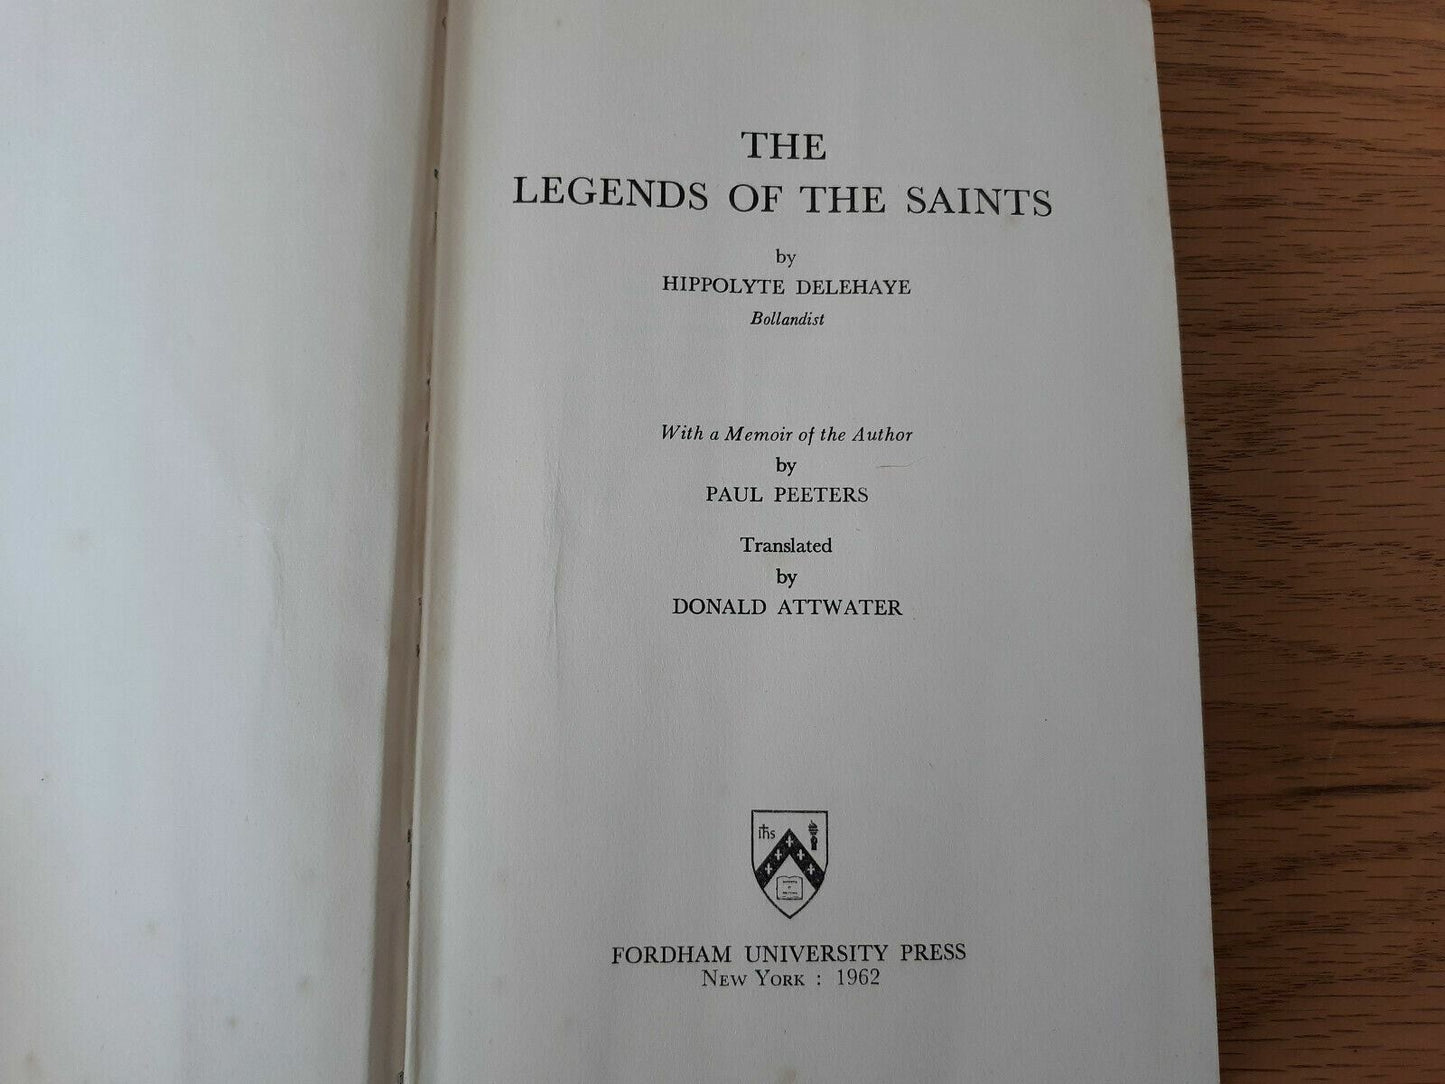 THE
LEGENDS OF THE SAINTS
by
HIPPOLYTE DELEHAYE
Bollandist
With a Memoir of the Author
by
PAUL PEETERS
Translated
by
DONALD ATTWATER
ihs
FORDHAM UNIVERSITY PRESS
NEW YORK : 1962